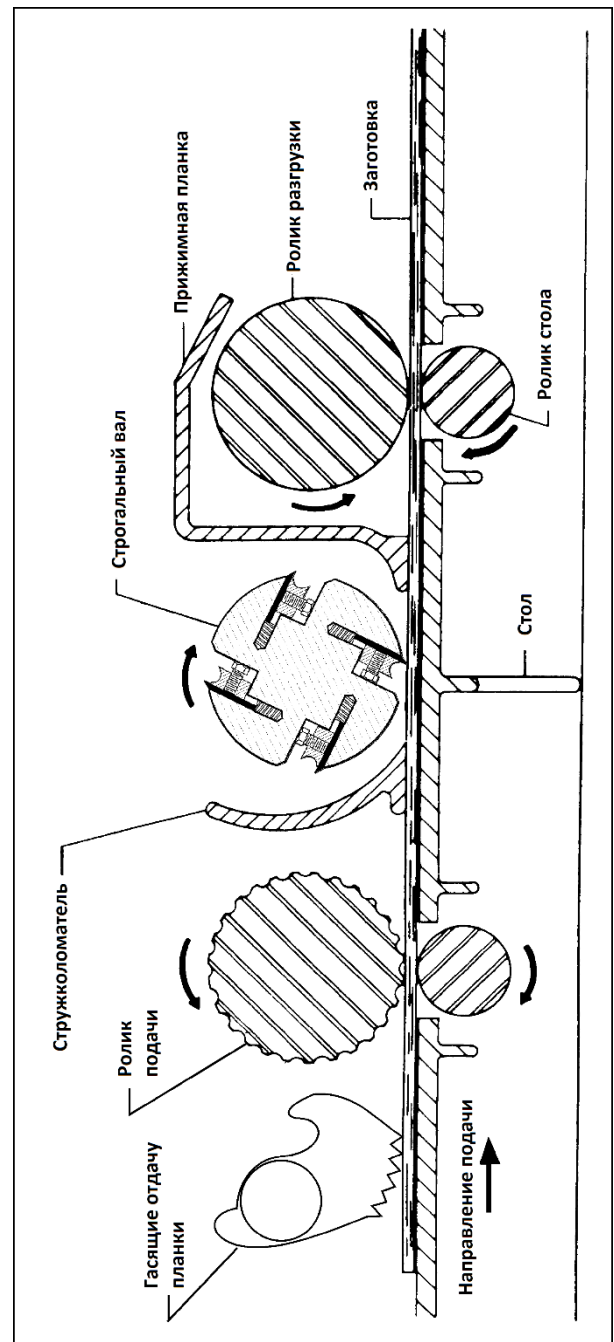 Гасящие отдачу
планки
Ролик
подачи
Стружколоматель
Строгальный вал
Прижимная планка
Ролик разгрузки
Заготовка
Направление подачи
Стол
Ролик стола